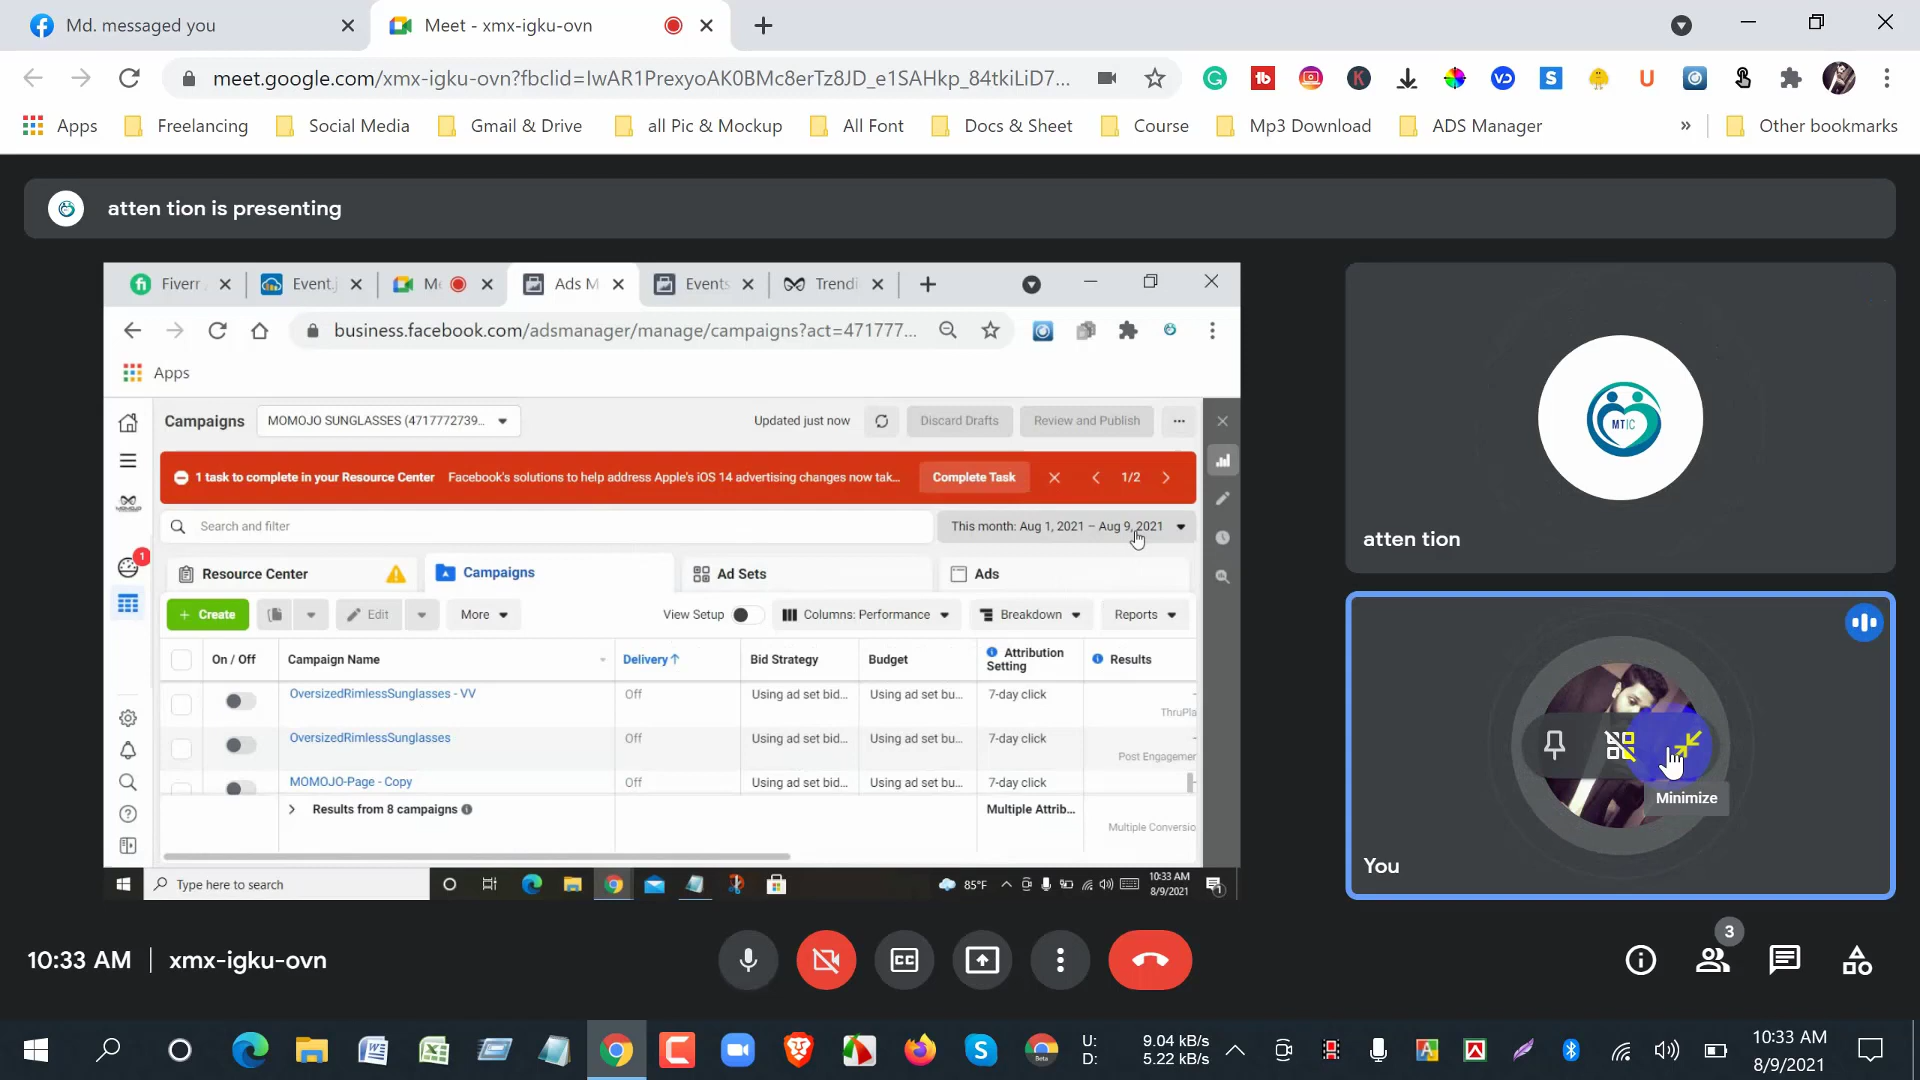 Md. messaged you
Meet - xmx-igku-ovn
meet.google.com/xmx-igku-ovn?fbclid=IwAR1PrexyoAK0BMc8erTz8JD_e1SAHkp_84tkiLiD7...
Apps Freelancing Social Media Gmail & Drive all Pic & Mockup All Font Docs & Sheet Course Mp3 Download ADS Manager » Other bookmarks
atten tion is presenting
Fiverr Event.j Me Ads M Events Trendi
business.facebook.com/adsmanager/manage/campaigns?act=471777...
Apps
Campaigns MOMOJO SUNGLASSES (4717772739... Updated just now Discard Drafts Review and Publish ...
1 task to complete in your Resource Center Facebook's solutions to help address Apple's iOS 14 advertising changes now tak... Complete Task 1/2
Search and filter This month: Aug 1, 2021 – Aug 9, 2021
1
Resource Center Campaigns Ad Sets Ads
+ Create Edit More View Setup Columns: Performance Breakdown Reports
On / Off Campaign Name Delivery ↑ Bid Strategy Budget Attribution Setting Results
OversizedRimlessSunglasses - VV Off Using ad set bid... Using ad set bu... 7-day click
ThruPla
OversizedRimlessSunglasses Off Using ad set bid... Using ad set bu... 7-day click
Post Engagemen
MOMOJO-Page - Copy Off Using ad set bid... Using ad set bu... 7-day click
Results from 8 campaigns Multiple Attrib...
Multiple Conversio
Type here to search 85°F 10:33 AM
8/9/2021
MTIC
atten tion
Minimize
You
10:33 AM xmx-igku-ovn CC 3
U: 9.04 kB/s
D: 5.22 kB/s
10:33 AM
8/9/2021